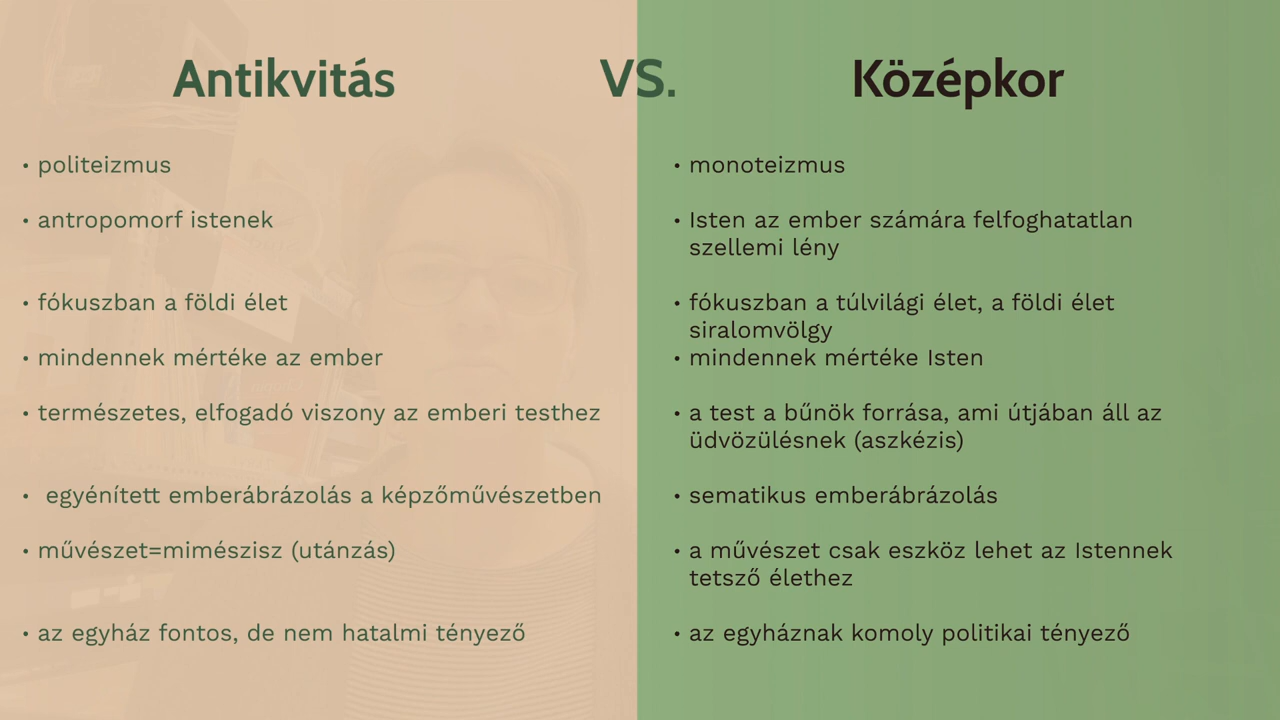 Antikvitás
VS.
Középkor
• politeizmus
• antropomorf istenek
• fókuszban a földi élet
• mindennek mértéke az ember
• természetes, elfogadó viszony az emberi testhez
• egyénített emberábrázolás a képzőművészetben
• művészet=mimészisz (utánzás)
• az egyház fontos, de nem hatalmi tényező
• monoteizmus
• Isten az ember számára felfoghatatlan
szellemi lény
• fókuszban a túlvilági élet, a földi élet
siralomvölgy
• mindennek mértéke Isten
• a test a bűnök forrása, ami útjában áll az
üdvözülésnek (aszkézis)
• sematikus emberábrázolás
• a művészet csak eszköz lehet az Istennek
tetsző élethez
• az egyháznak komoly politikai tényező